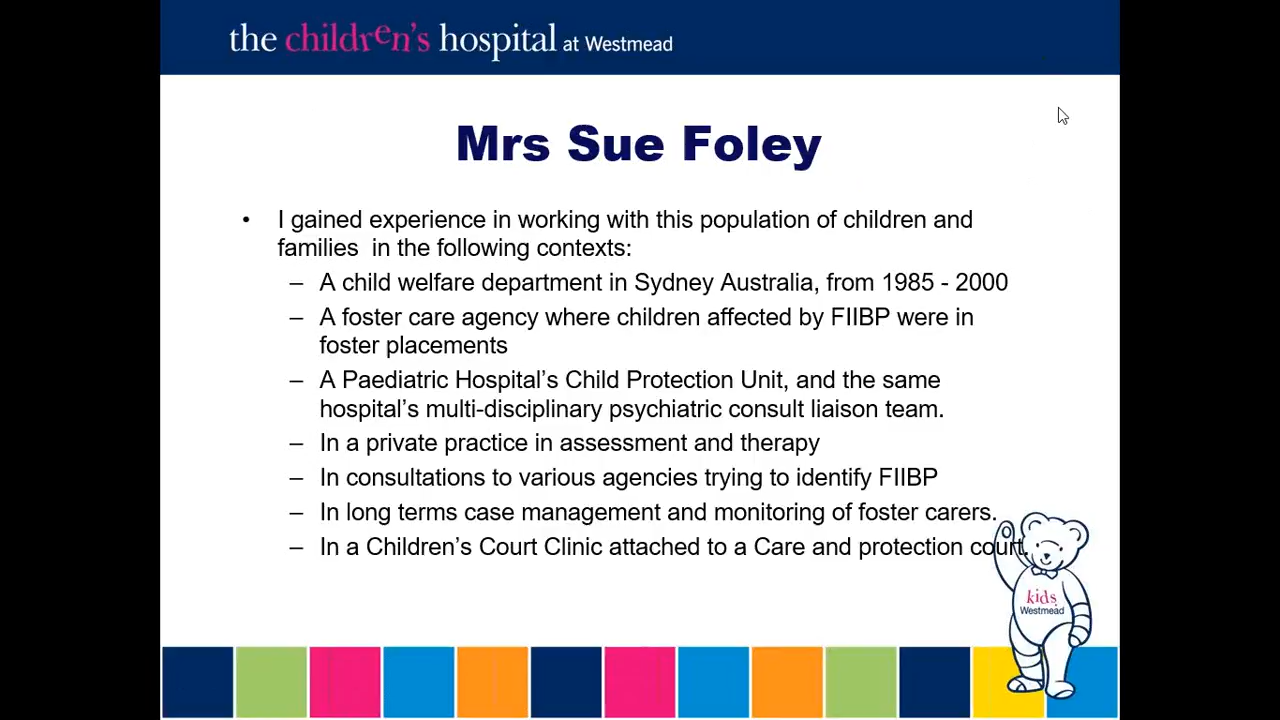 the children's hospital at Westmead
Mrs Sue Foley
• I gained experience in working with this population of children and
families in the following contexts:
– A child welfare department in Sydney Australia, from 1985 - 2000
– A foster care agency where children affected by FIIBP were in
foster placements
– A Paediatric Hospital's Child Protection Unit, and the same
hospital's multi-disciplinary psychiatric consult liaison team.
– In a private practice in assessment and therapy
– In consultations to various agencies trying to identify FIIBP
– In long terms case management and monitoring of foster carers.
– In a Children's Court Clinic attached to a Care and protection court.
kids
Westmead